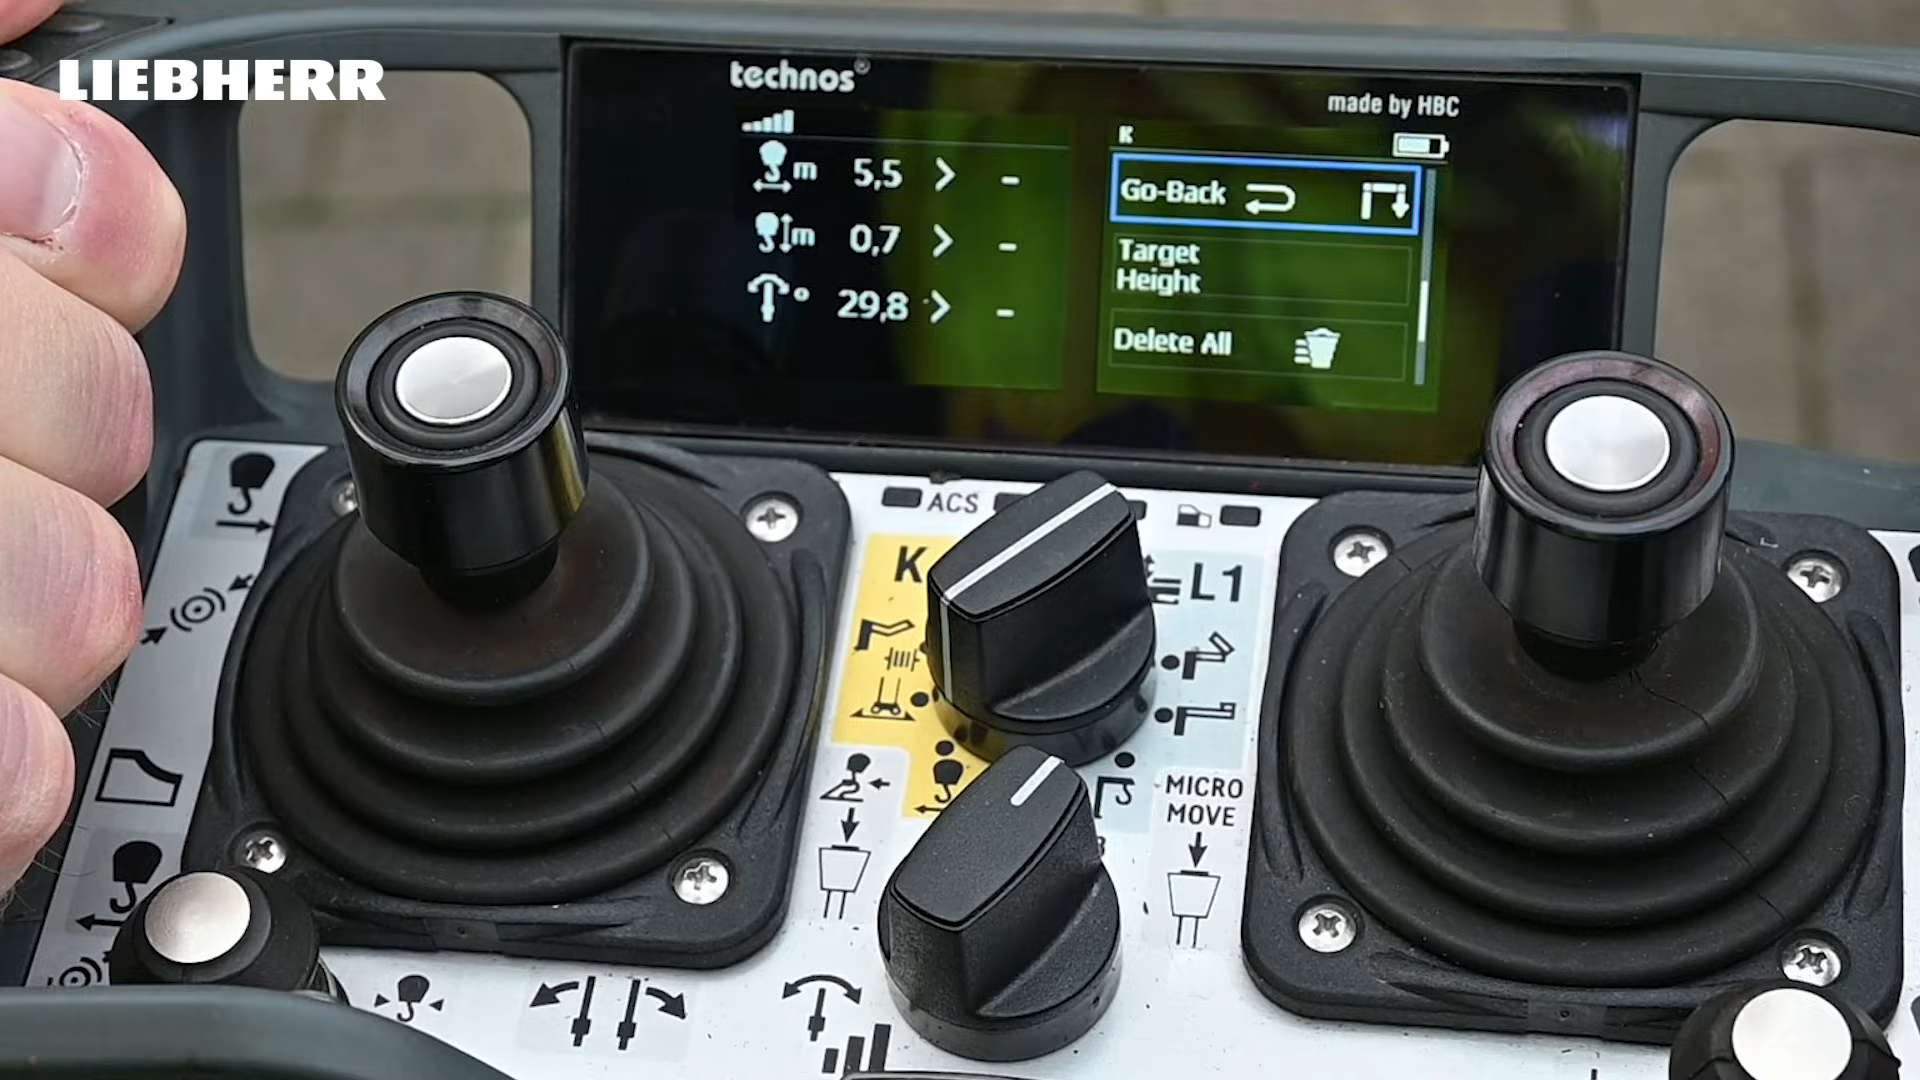 LIEBHERR
technos®
made by HBC
K
m 5,5 > -
m 0,7 > -
° 29,8 > -
Go-Back
Target
Height
Delete All
ACS
K
L1
MICRO
MOVE